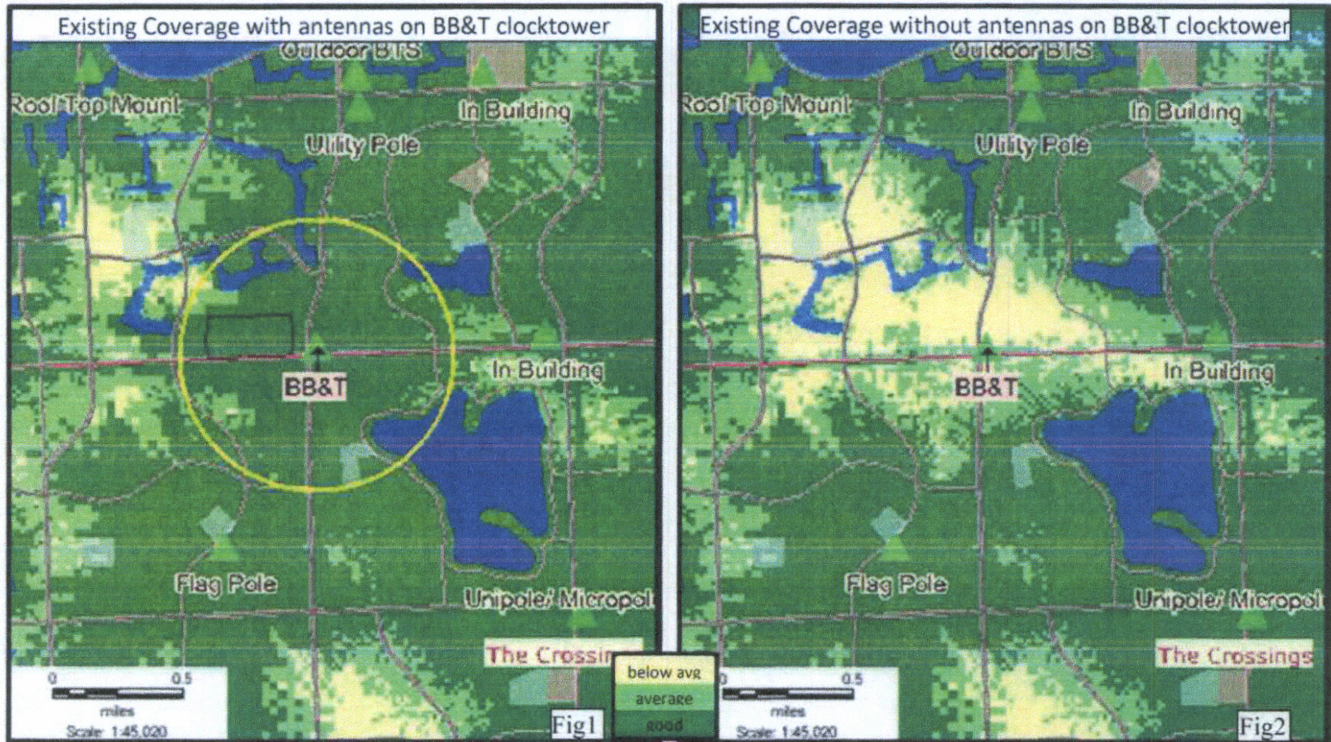 Existing Coverage with antennas on BB&T clocktower
Outdoor BTS
Roof Top Mount
In Building
Utility Pole
BB&T
In Building
Flag Pole
Unipole/ Micropol
The Crossings
0 0.5
miles
Scale: 1:45,020
Fig1
below avg
average
good
Existing Coverage without antennas on BB&T clocktower
Outdoor BTS
Roof Top Mount
In Building
Utility Pole
BB&T
In Building
Flag Pole
Unipole/ Micropol
The Crossings
0 0.5
miles
Scale: 1:45,020
Fig2